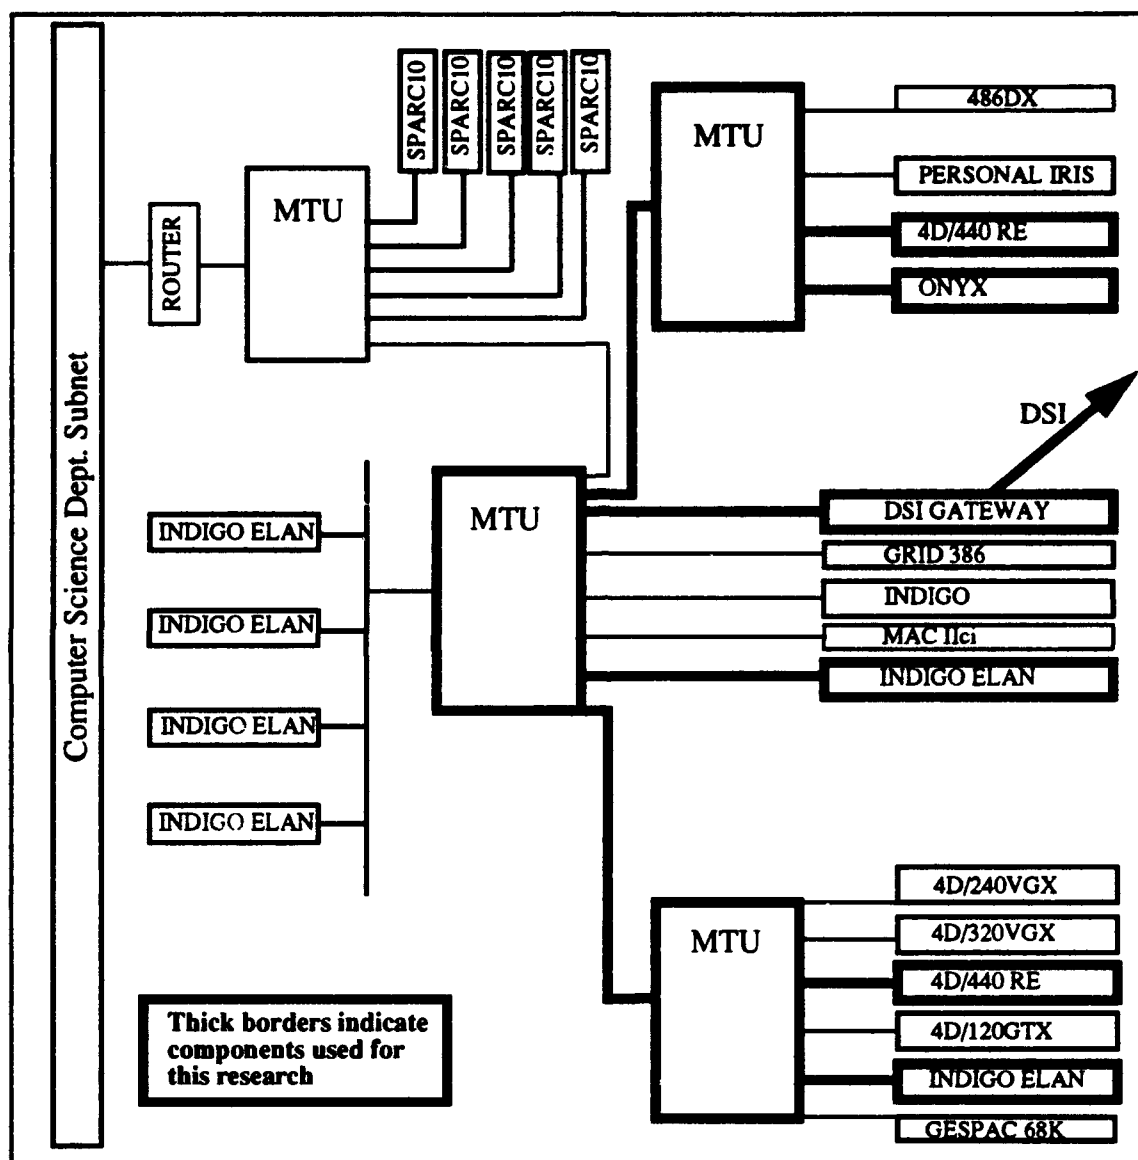 Computer Science Dept. Subnet
ROUTER
MTU
SPARC10
SPARC10
SPARC10
SPARC10
SPARC10
MTU
486DX
PERSONAL IRIS
4D/440 RE
ONYX
DSI
INDIGO ELAN
INDIGO ELAN
INDIGO ELAN
INDIGO ELAN
MTU
DSI GATEWAY
GRID 386
INDIGO
MAC IIci
INDIGO ELAN
MTU
4D/240VGX
4D/320VGX
4D/440 RE
4D/120GTX
INDIGO ELAN
GESPAC 68K
Thick borders indicate
components used for
this research